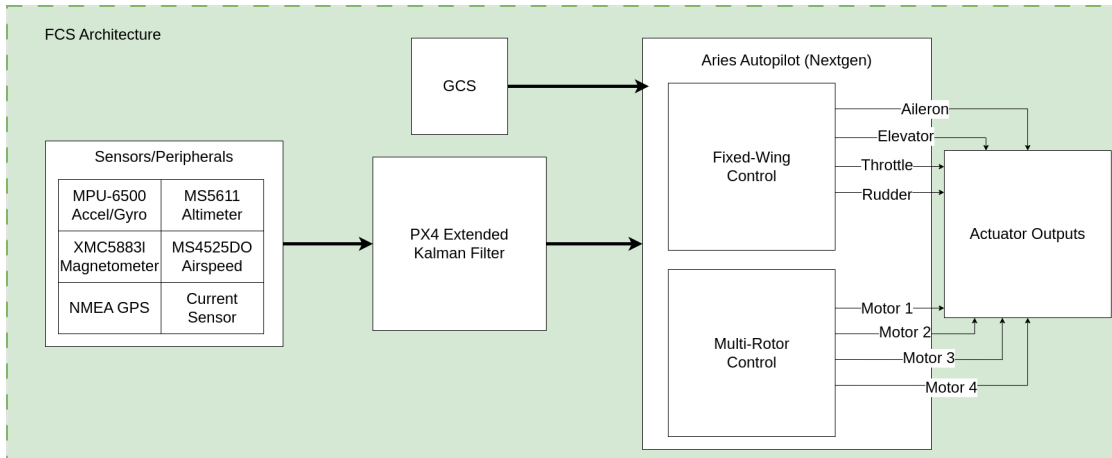 FCS Architecture
GCS
Aries Autopilot (Nextgen)
Sensors/Peripherals
MPU-6500
Accel/Gyro
MS5611
Altimeter
XMC5883l
Magnetometer
MS4525DO
Airspeed
NMEA GPS
Current
Sensor
PX4 Extended
Kalman Filter
Fixed-Wing
Control
Aileron
Elevator
Throttle
Rudder
Multi-Rotor
Control
Motor 1
Motor 2
Motor 3
Motor 4
Actuator Outputs